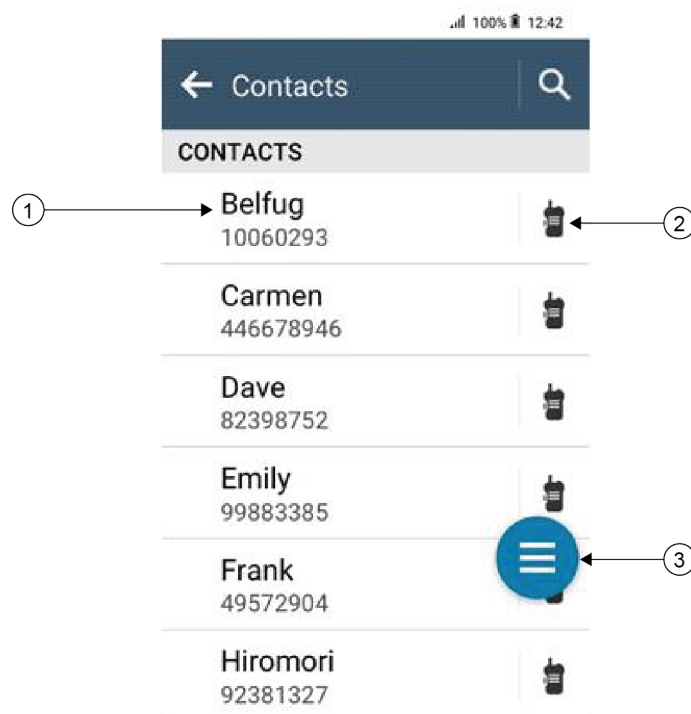 100% 12:42
Contacts
CONTACTS
1
Belfug
10060293
2
Carmen
446678946
Dave
82398752
Emily
99883385
3
Frank
49572904
Hiromori
92381327